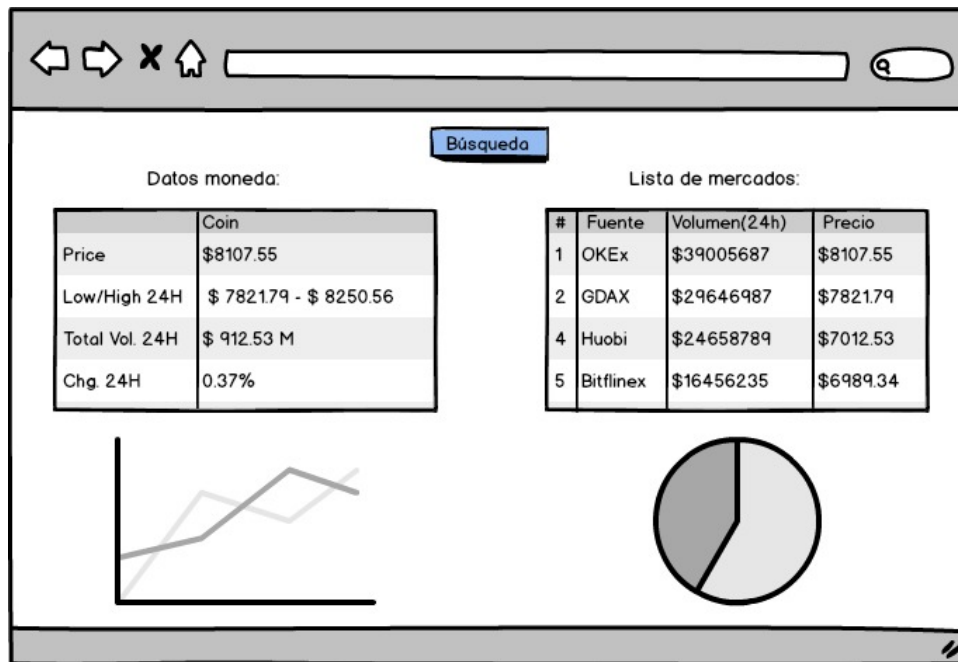 Búsqueda
Datos moneda:
Coin
Price $8107.55
Low/High 24H $ 7821.79 - $ 8250.56
Total Vol. 24H $ 912.53 M
Chg. 24H 0.37%
Lista de mercados:
# Fuente Volumen(24h) Precio
1 OKEx $39005687 $8107.55
2 GDAX $29646987 $7821.79
4 Huobi $24658789 $7012.53
5 Bitflinex $16456235 $6989.34